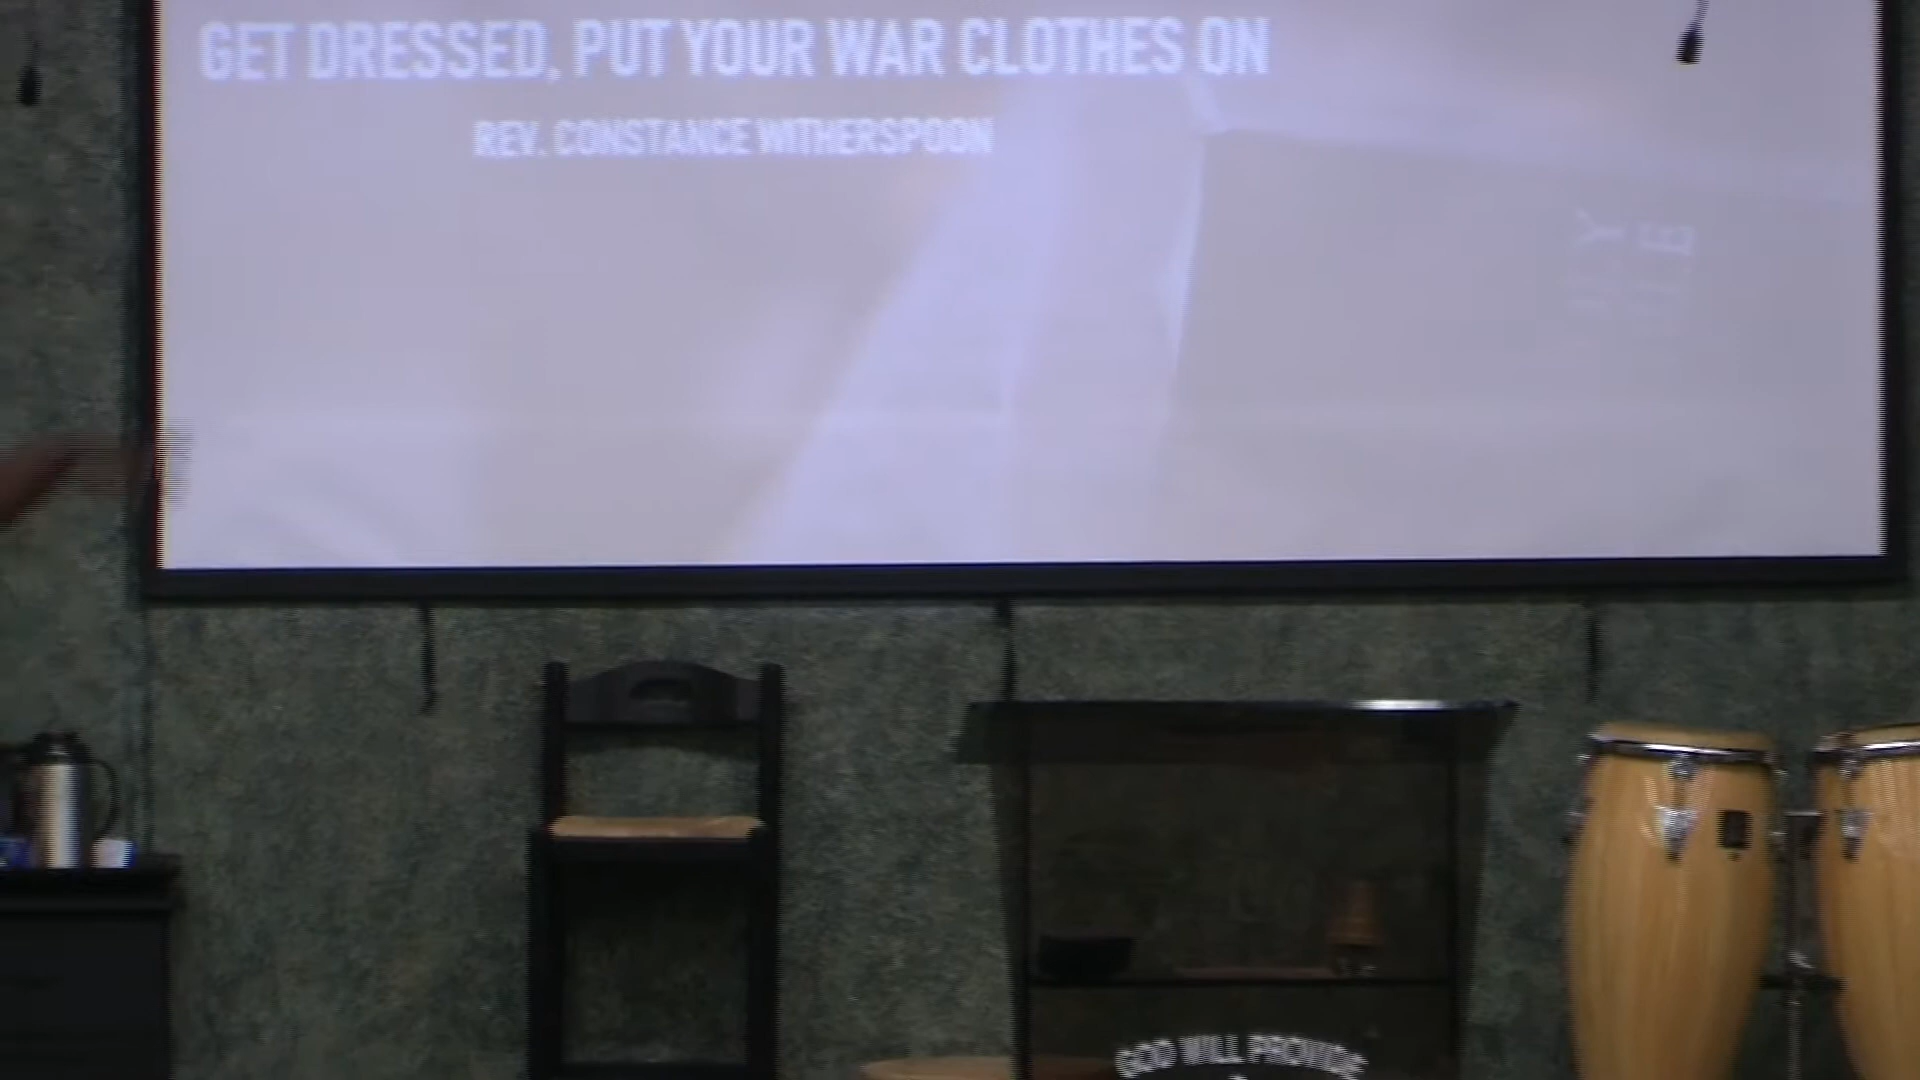 GET DRESSED, PUT YOUR WAR CLOTHES ON
REV. CONSTANCE WITHERSPOON
GOD WILL PROVIDE